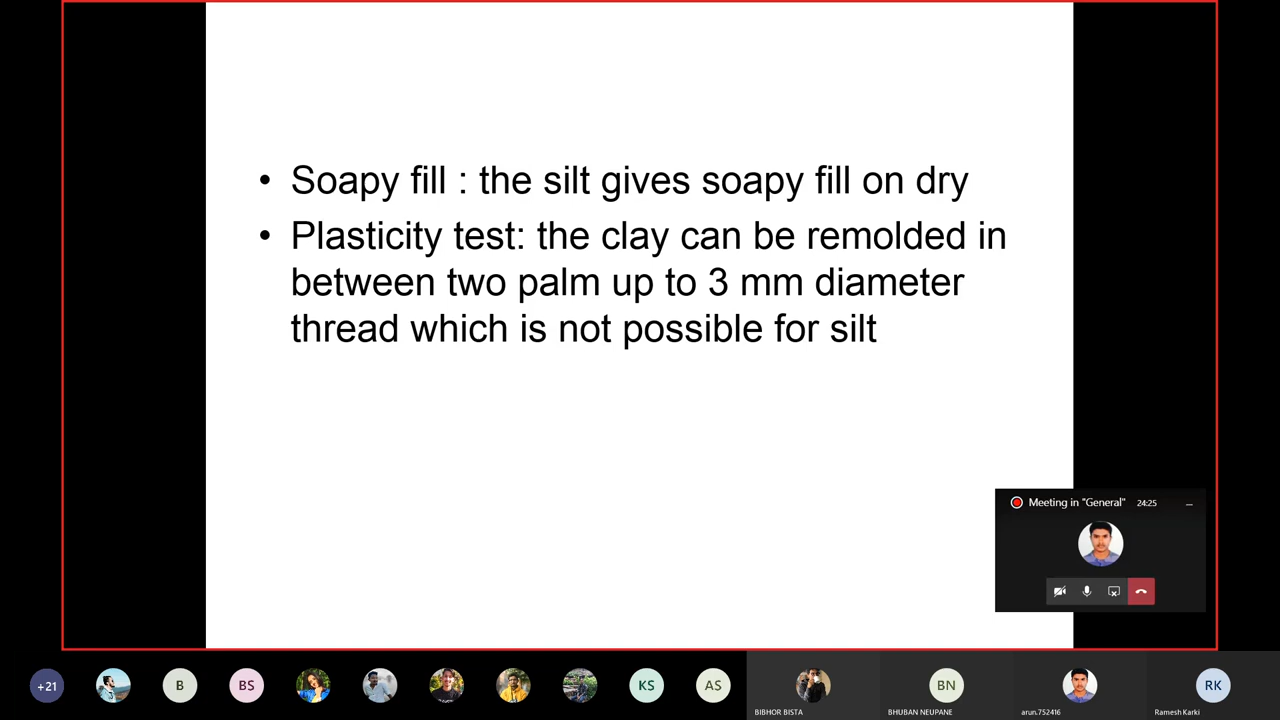 • Soapy fill : the silt gives soapy fill on dry
• Plasticity test: the clay can be remolded in
between two palm up to 3 mm diameter
thread which is not possible for silt
Meeting in "General" 24:25
+21
B
BS
KS
AS
BIBHOR BISTA
BN
BHUBAN NEUPANE
arun.752416
RK
Ramesh Karki